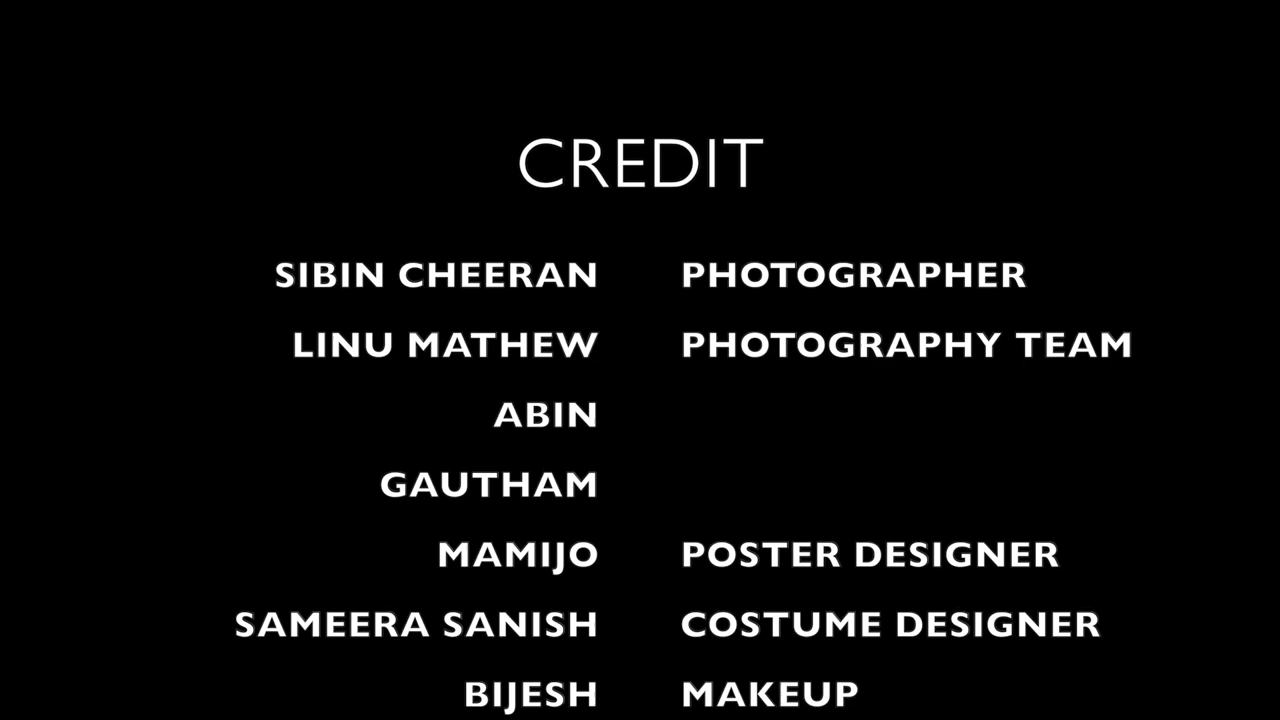 CREDIT
SIBIN CHEERAN PHOTOGRAPHER
LINU MATHEW PHOTOGRAPHY TEAM
ABIN
GAUTHAM
MAMIJO POSTER DESIGNER
SAMEERA SANISH COSTUME DESIGNER
BIJESH MAKEUP